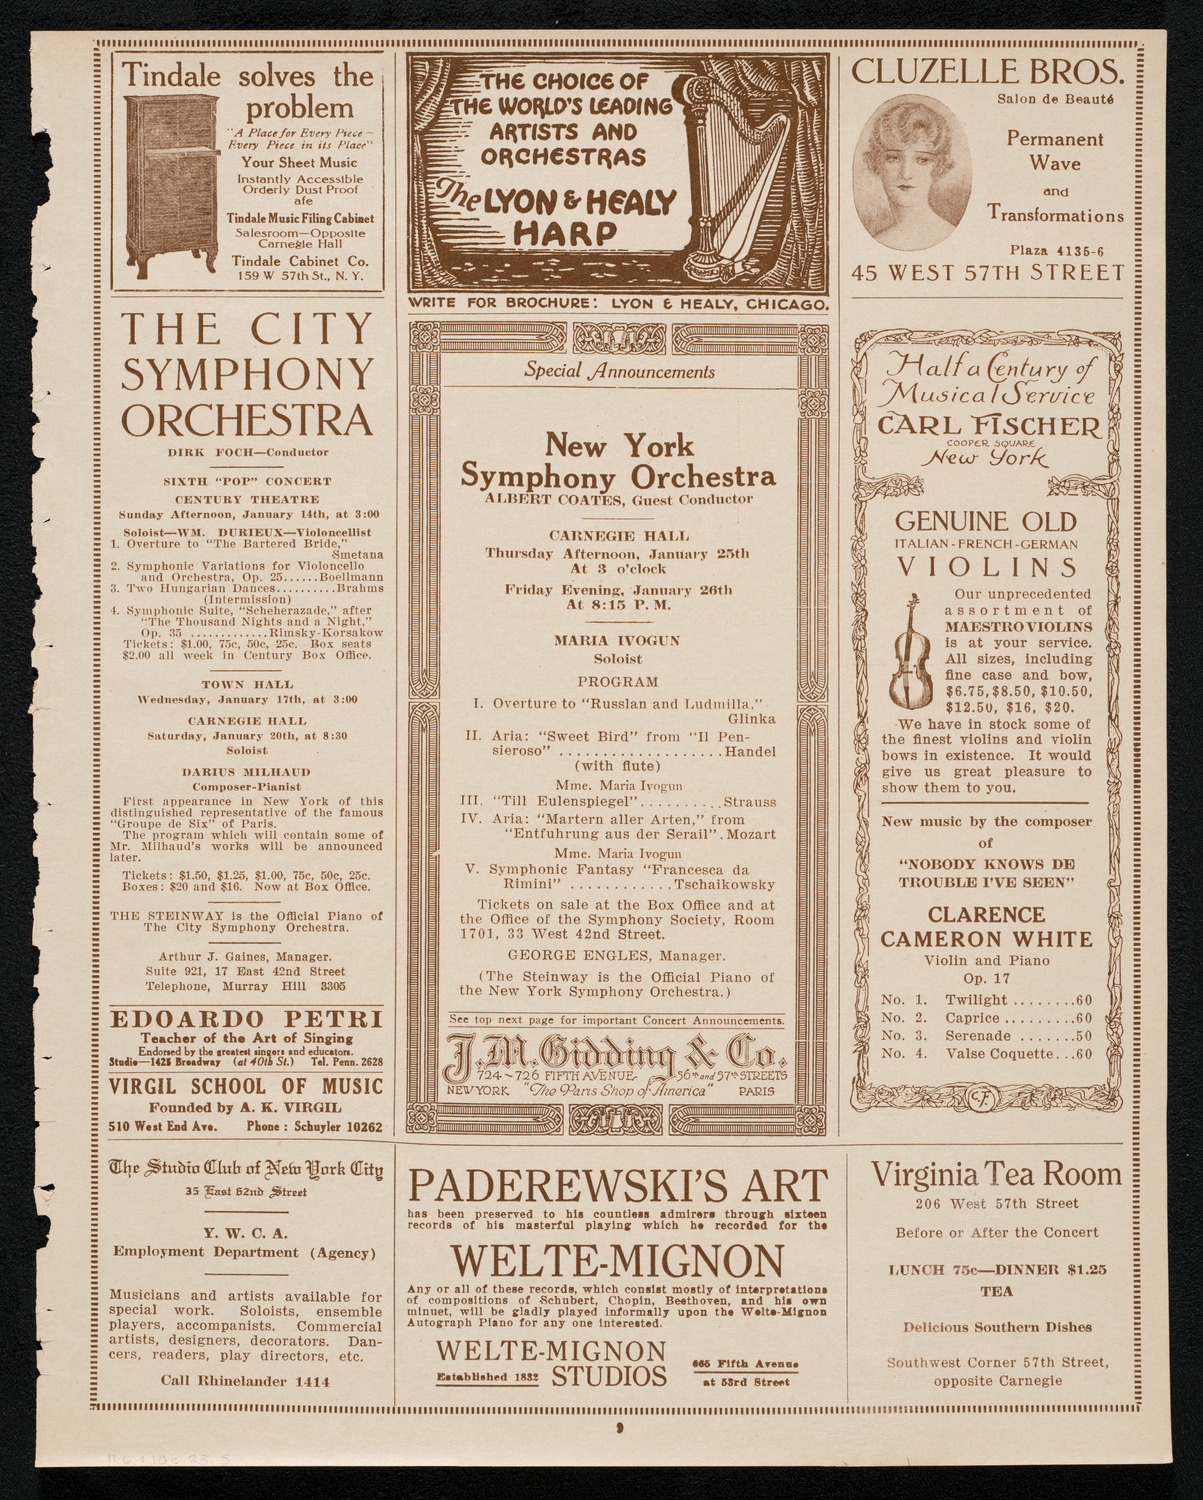 Tindale solves the
problem
"A Place for Every Piece—
Every Piece in its Place"
Your Sheet Music
Instantly Accessible
Orderly Dust Proof
afe
Tindale Music Filing Cabinet
Salesroom—Opposite
Carnegie Hall
Tindale Cabinet Co.
159 W 57th St., N. Y.
THE CITY
SYMPHONY
ORCHESTRA
DIRK FOCH—Conductor
SIXTH "POP" CONCERT
CENTURY THEATRE
Sunday Afternoon, January 14th, at 3:00
Soloist—WM. DURIEUX—Violoncellist
1. Overture to "The Bartered Bride,"
Smetana
2. Symphonic Variations for Violoncello
and Orchestra, Op. 25......Boellmann
3. Two Hungarian Dances..........Brahms
(Intermission)
4. Symphonic Suite, "Scheherazade," after
"The Thousand Nights and a Night,"
Op. 35 ............Rimsky-Korsakow
Tickets: $1.00, 75c, 50c, 25c. Box seats
$2.00 all week in Century Box Office.
TOWN HALL
Wednesday, January 17th, at 3:00
CARNEGIE HALL
Saturday, January 20th, at 8:30
Soloist
DARIUS MILHAUD
Composer-Pianist
First appearance in New York of this
distinguished representative of the famous
"Groupe de Six" of Paris.
The program which will contain some of
Mr. Milhaud's works will be announced
later.
Tickets: $1.50, $1.25, $1.00, 75c, 50c, 25c.
Boxes: $20 and $16. Now at Box Office.
THE STEINWAY is the Official Piano of
The City Symphony Orchestra.
Arthur J. Gaines, Manager.
Suite 921, 17 East 42nd Street
Telephone, Murray Hill 3305
EDOARDO PETRI
Teacher of the Art of Singing
Endorsed by the greatest singers and educators.
Studio—1425 Broadway (at 40th St.) Tel. Penn. 2628
VIRGIL SCHOOL OF MUSIC
Founded by A. K. VIRGIL
510 West End Ave. Phone: Schuyler 10262
THE CHOICE OF
THE WORLD'S LEADING
ARTISTS AND
ORCHESTRAS
The LYON & HEALY
HARP
WRITE FOR BROCHURE: LYON & HEALY, CHICAGO.
Special Announcements
New York
Symphony Orchestra
ALBERT COATES, Guest Conductor
CARNEGIE HALL
Thursday Afternoon, January 25th
At 3 o'clock
Friday Evening, January 26th
At 8:15 P. M.
MARIA IVOGUN
Soloist
PROGRAM
I. Overture to "Russlan and Ludmilla,"
Glinka
II. Aria: "Sweet Bird" from "Il Pen-
sieroso" ...................Handel
(with flute)
Mme. Maria Ivogun
III. "Till Eulenspiegel"..........Strauss
IV. Aria: "Martern aller Arten," from
"Entfuhrung aus der Serail".Mozart
Mme. Maria Ivogun
V. Symphonic Fantasy "Francesca da
Rimini" ............Tschaikowsky
Tickets on sale at the Box Office and at
the Office of the Symphony Society, Room
1701, 33 West 42nd Street.
GEORGE ENGLES, Manager.
(The Steinway is the Official Piano of
the New York Symphony Orchestra.)
See top next page for important Concert Announcements.
J.M. Gidding & Co.
724~726 FIFTH AVENUE~ 56th and 57th STREETS
NEW YORK "The Paris Shop of America" PARIS
CLUZELLE BROS.
Salon de Beauté
Permanent
Wave
and
Transformations
Plaza 4135-6
45 WEST 57TH STREET
Half a Century of
Musical Service
CARL FISCHER
COOPER SQUARE
New York
GENUINE OLD
ITALIAN-FRENCH-GERMAN
VIOLINS
Our unprecedented
assortment of
MAESTRO VIOLINS
is at your service.
All sizes, including
fine case and bow,
$6.75, $8.50, $10.50,
$12.50, $16, $20.
We have in stock some of
the finest violins and violin
bows in existence. It would
give us great pleasure to
show them to you.
New music by the composer
of
"NOBODY KNOWS DE
TROUBLE I'VE SEEN"
CLARENCE
CAMERON WHITE
Violin and Piano
Op. 17
No. 1. Twilight ........60
No. 2. Caprice ........60
No. 3. Serenade .......50
No. 4. Valse Coquette...60
C.F.
The Studio Club of New York City
35 East 62nd Street
Y. W. C. A.
Employment Department (Agency)
Musicians and artists available for
special work. Soloists, ensemble
players, accompanists. Commercial
artists, designers, decorators. Dan-
cers, readers, play directors, etc.
Call Rhinelander 1414
PADEREWSKI'S ART
has been preserved to his countless admirers through sixteen
records of his masterful playing which he recorded for the
WELTE-MIGNON
Any or all of these records, which consist mostly of interpretations
of compositions of Schubert, Chopin, Beethoven, and his own
minuet, will be gladly played informally upon the Welte-Mignon
Autograph Piano for any one interested.
WELTE-MIGNON
Established 1832 STUDIOS
665 Fifth Avenue
at 53rd Street
Virginia Tea Room
206 West 57th Street
Before or After the Concert
LUNCH 75c—DINNER $1.25
TEA
Delicious Southern Dishes
Southwest Corner 57th Street,
opposite Carnegie
9